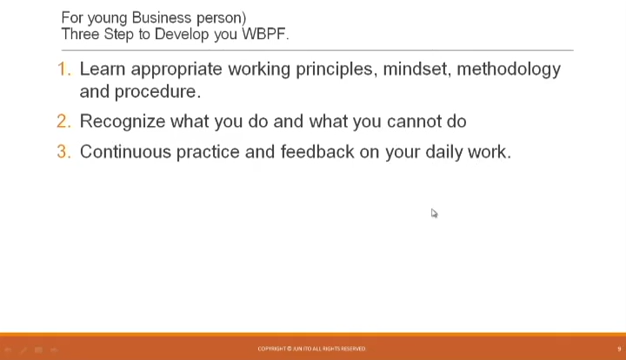 For young Business person)
Three Step to Develop you WBPF.
1. Learn appropriate working principles, mindset, methodology
and procedure.
2. Recognize what you do and what you cannot do
3. Continuous practice and feedback on your daily work.
COPYRIGHT © JUN ITO ALL RIGHTS RESERVED.
9